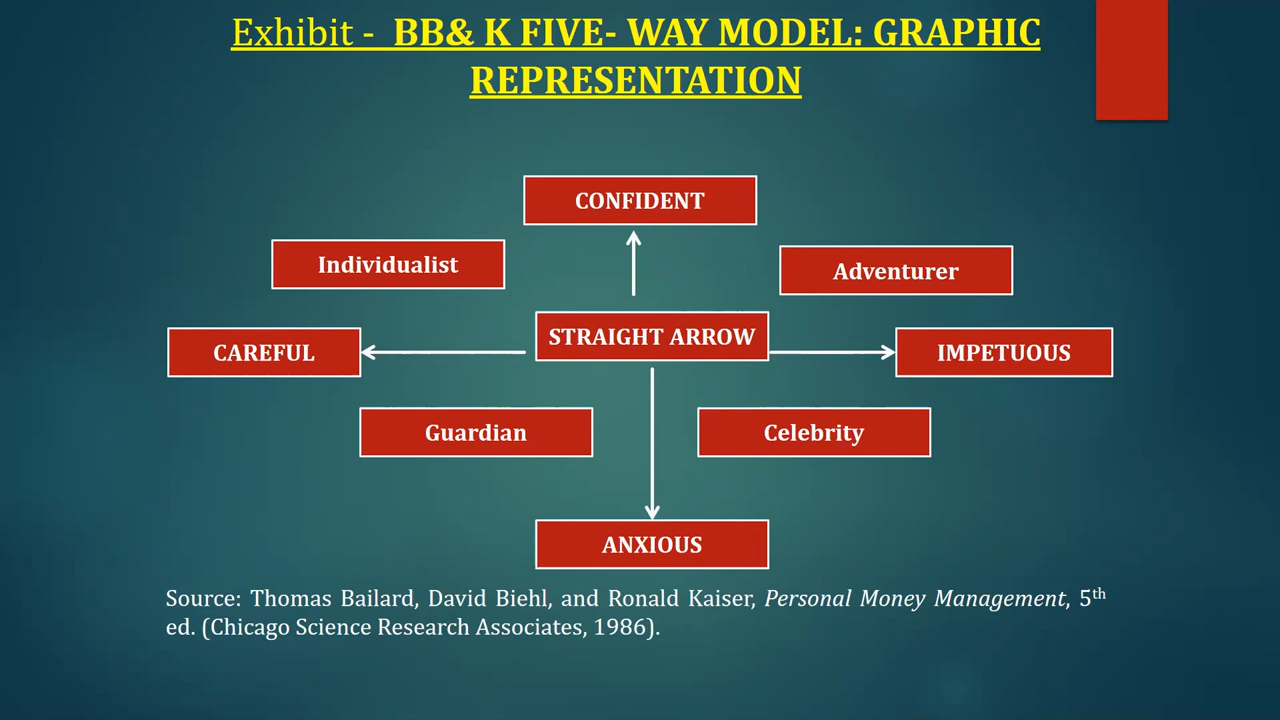 Exhibit - BB& K FIVE- WAY MODEL: GRAPHIC
REPRESENTATION
CONFIDENT
Individualist
Adventurer
STRAIGHT ARROW
CAREFUL
IMPETUOUS
Guardian
Celebrity
ANXIOUS
Source: Thomas Bailard, David Biehl, and Ronald Kaiser, Personal Money Management, 5th
ed. (Chicago Science Research Associates, 1986).